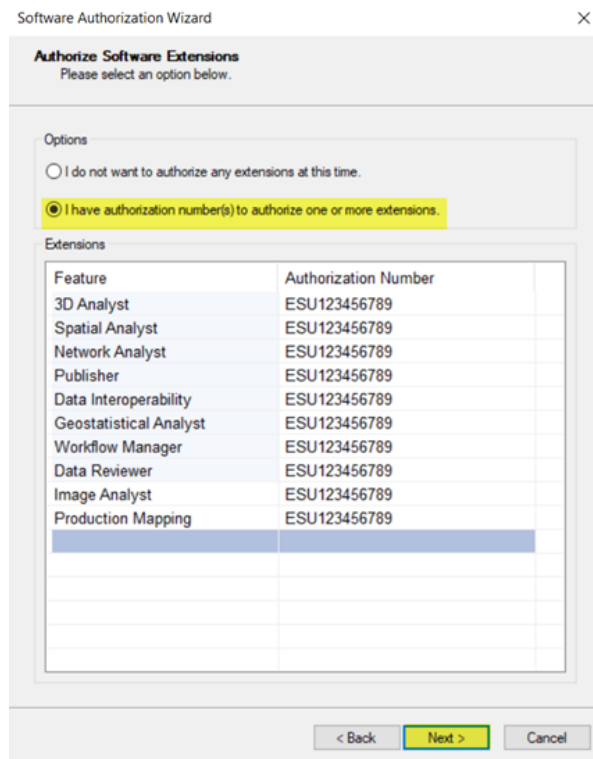 Software Authorization Wizard
Authorize Software Extensions
Please select an option below.
Options
I do not want to authorize any extensions at this time.
I have authorization number(s) to authorize one or more extensions.
Extensions
Feature Authorization Number
3D Analyst ESU123456789
Spatial Analyst ESU123456789
Network Analyst ESU123456789
Publisher ESU123456789
Data Interoperability ESU123456789
Geostatistical Analyst ESU123456789
Workflow Manager ESU123456789
Data Reviewer ESU123456789
Image Analyst ESU123456789
Production Mapping ESU123456789
< Back Next > Cancel